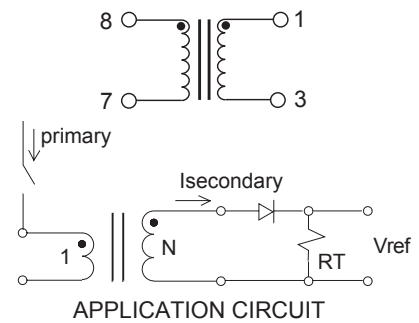 8 1
7 3
primary
Isecondary
1 N RT Vref
APPLICATION CIRCUIT